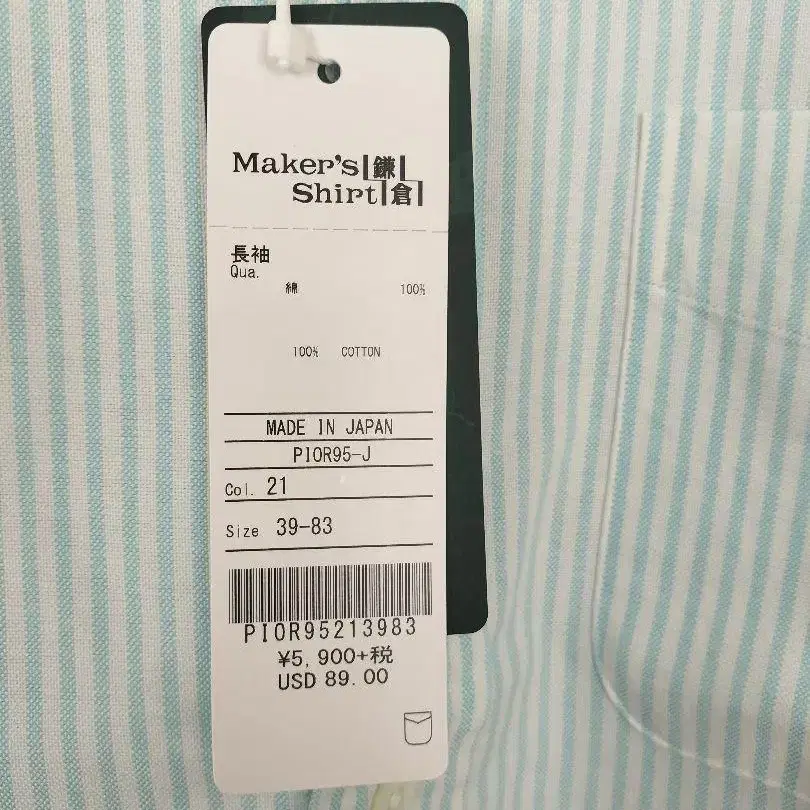 Maker's 鎌
Shirt 倉
長袖
Qua.
綿 100%
100% COTTON
MADE IN JAPAN
PIOR95-J
Col. 21
Size 39-83
PIOR95213983
¥5,900+税
USD 89.00